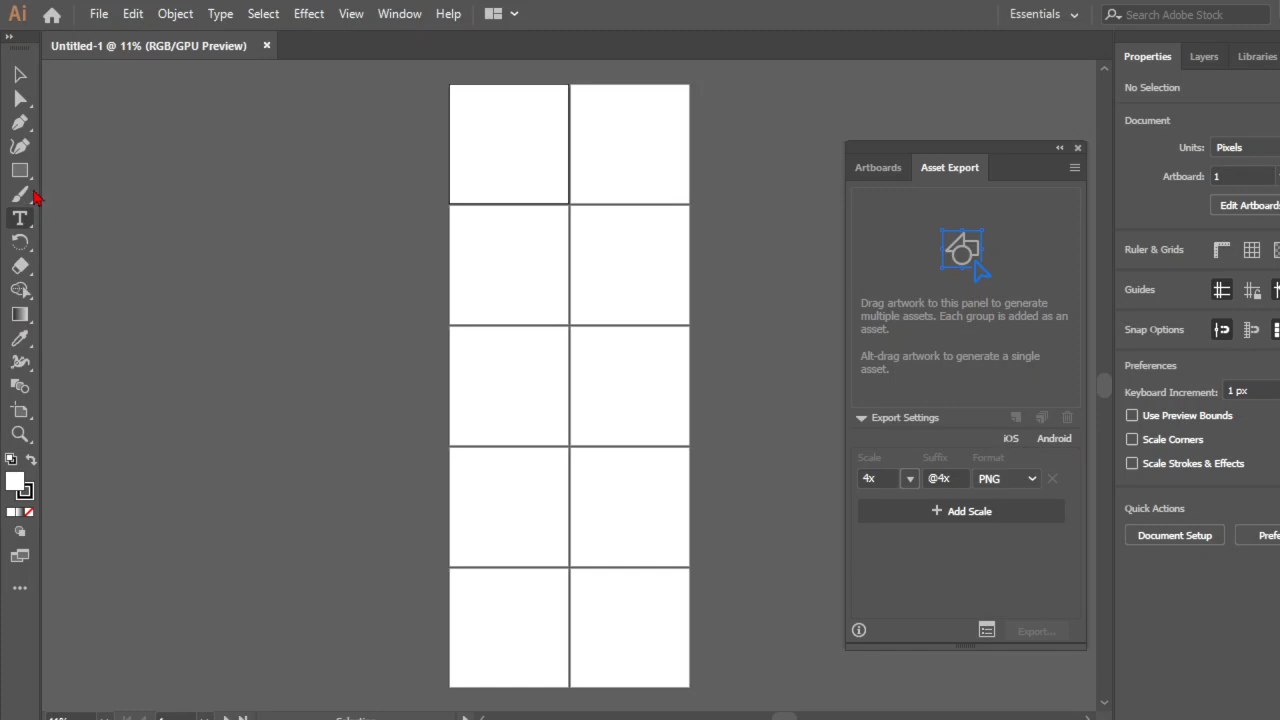 Ai File Edit Object Type Select Effect View Window Help Essentials Search Adobe Stock
Untitled-1 @ 11% (RGB/GPU Preview) ×
Properties Layers Libraries
No Selection
Document
Units: Pixels
Artboard: 1
Edit Artboards
Ruler & Grids
Guides
Snap Options
Preferences
Keyboard Increment: 1 px
Use Preview Bounds
Scale Corners
Scale Strokes & Effects
Quick Actions
Document Setup
Artboards Asset Export
Drag artwork to this panel to generate
multiple assets. Each group is added as an
asset.
Alt-drag artwork to generate a single
asset.
Export Settings
iOS Android
Scale Suffix Format
4x @4x PNG
+ Add Scale
Export...